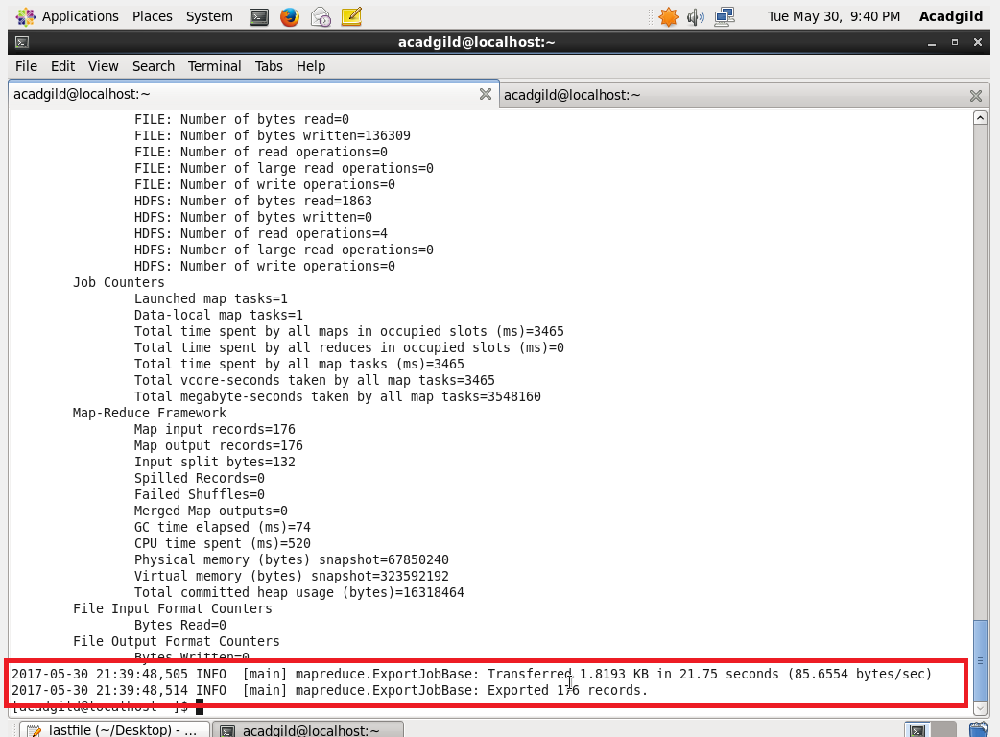 Applications Places System Tue May 30, 9:40 PM Acadgild
acadgild@localhost:~
File Edit View Search Terminal Tabs Help
acadgild@localhost:~ acadgild@localhost:~
FILE: Number of bytes read=0
FILE: Number of bytes written=136309
FILE: Number of read operations=0
FILE: Number of large read operations=0
FILE: Number of write operations=0
HDFS: Number of bytes read=1863
HDFS: Number of bytes written=0
HDFS: Number of read operations=4
HDFS: Number of large read operations=0
HDFS: Number of write operations=0
Job Counters
Launched map tasks=1
Data-local map tasks=1
Total time spent by all maps in occupied slots (ms)=3465
Total time spent by all reduces in occupied slots (ms)=0
Total time spent by all map tasks (ms)=3465
Total vcore-seconds taken by all map tasks=3465
Total megabyte-seconds taken by all map tasks=3548160
Map-Reduce Framework
Map input records=176
Map output records=176
Input split bytes=132
Spilled Records=0
Failed Shuffles=0
Merged Map outputs=0
GC time elapsed (ms)=74
CPU time spent (ms)=520
Physical memory (bytes) snapshot=67850240
Virtual memory (bytes) snapshot=323592192
Total committed heap usage (bytes)=16318464
File Input Format Counters
Bytes Read=0
File Output Format Counters
Bytes Written=0
2017-05-30 21:39:48,505 INFO [main] mapreduce.ExportJobBase: Transferred 1.8193 KB in 21.75 seconds (85.6554 bytes/sec)
2017-05-30 21:39:48,514 INFO [main] mapreduce.ExportJobBase: Exported 176 records.
[acadgild@localhost ~]$
lastfile (~/Desktop) - ... acadgild@localhost:~